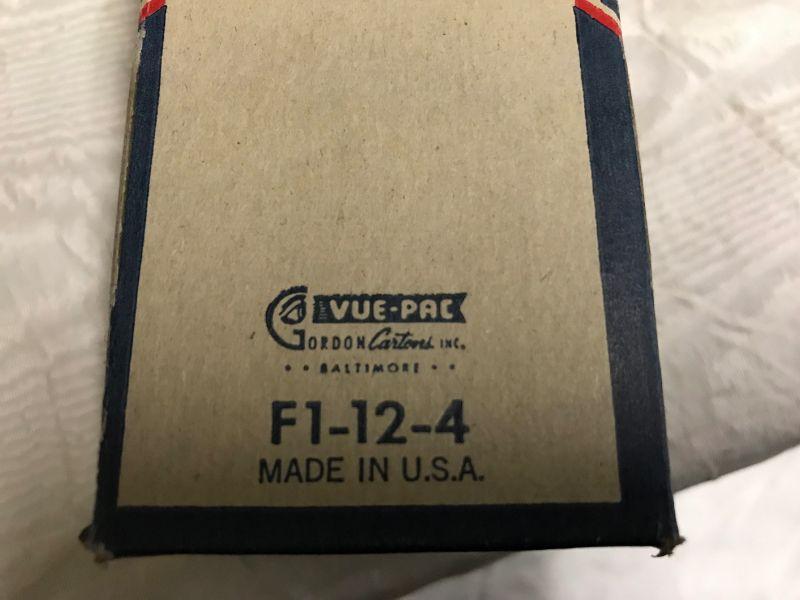 VUE-PAC
GORDON Cartons INC.
•• BALTIMORE ••
F1-12-4
MADE IN U.S.A.